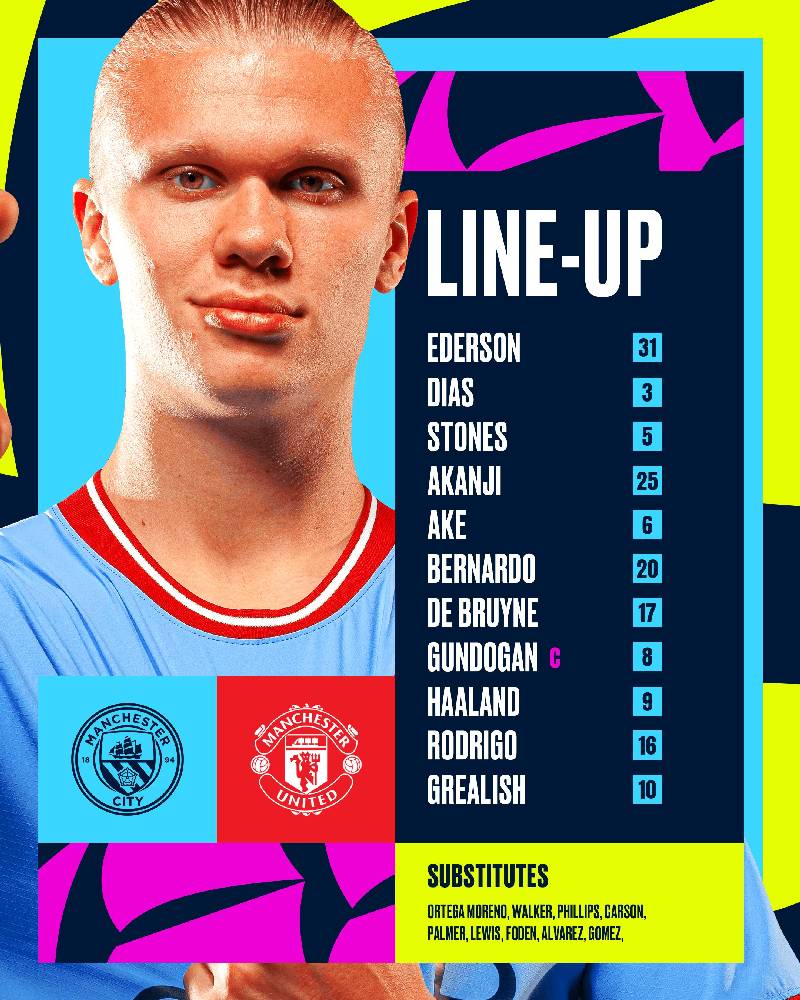 LINE-UP
EDERSON 31
DIAS 3
STONES 5
AKANJI 25
AKE 6
BERNARDO 20
DE BRUYNE 17
GUNDOGAN C 8
HAALAND 9
RODRIGO 16
GREALISH 10
MANCHESTER
18 94
CITY
MANCHESTER
UNITED
SUBSTITUTES
ORTEGA MORENO, WALKER, PHILLIPS, CARSON,
PALMER, LEWIS, FODEN, ALVAREZ, GOMEZ,